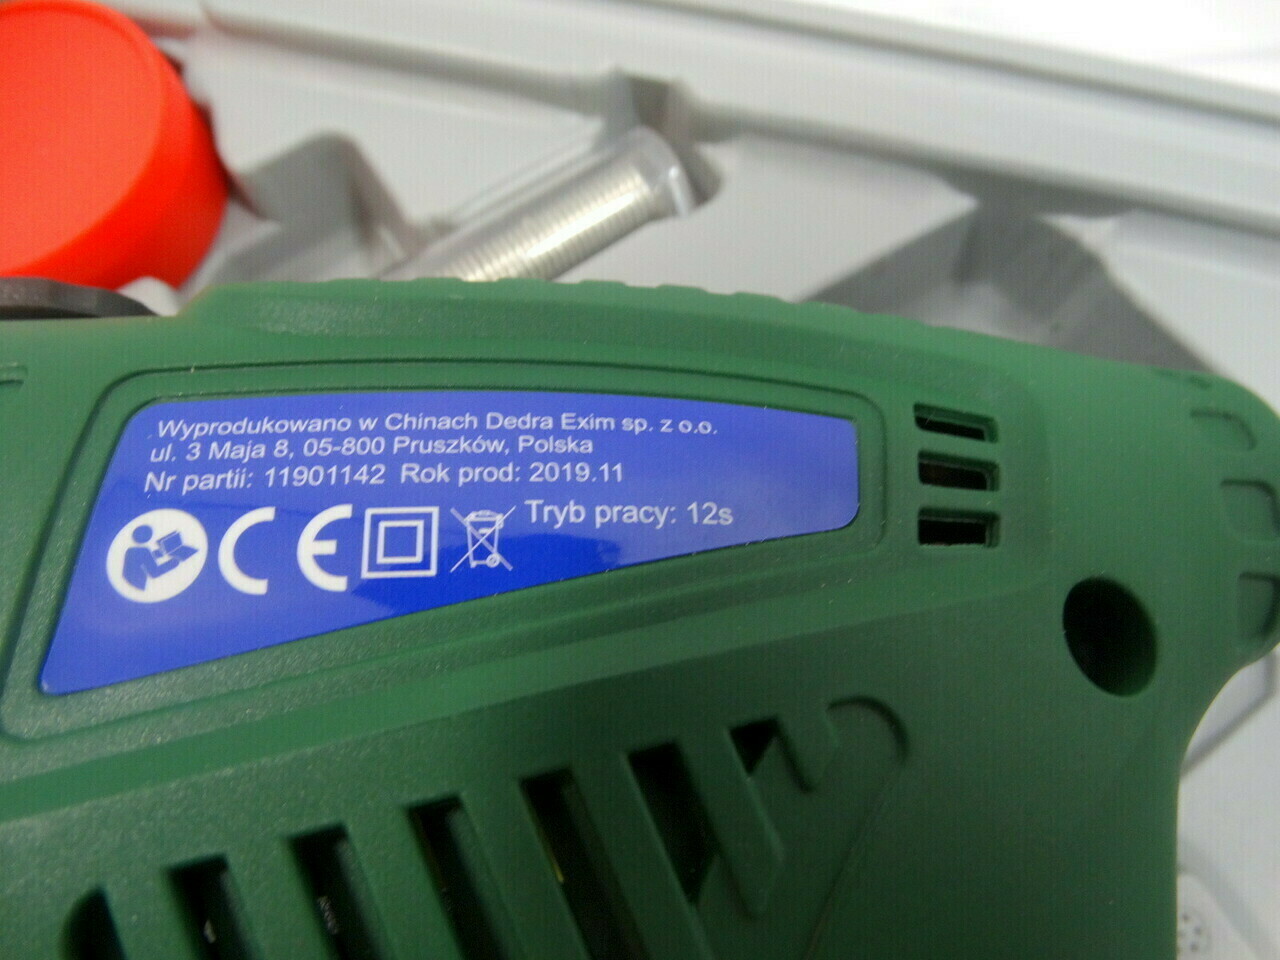 Wyprodukowano w Chinach Dedra Exim sp. z o.o.
ul. 3 Maja 8, 05-800 Pruszków, Polska
Nr partii: 11901142 Rok prod: 2019.11
CE Tryb pracy: 12s